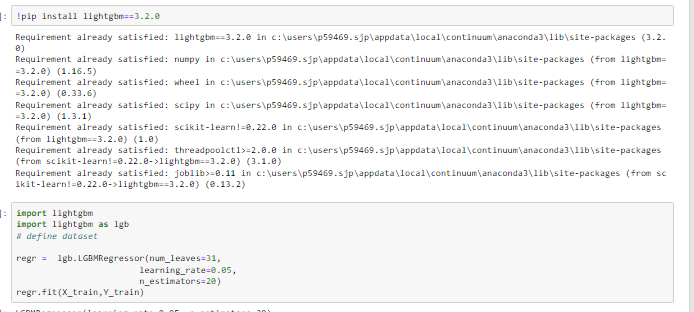 ]: !pip install lightgbm==3.2.0
Requirement already satisfied: lightgbm==3.2.0 in c:\users\p59469.sjp\appdata\local\continuum\anaconda3\lib\site-packages (3.2.
0)
Requirement already satisfied: numpy in c:\users\p59469.sjp\appdata\local\continuum\anaconda3\lib\site-packages (from lightgbm=
=3.2.0) (1.16.5)
Requirement already satisfied: wheel in c:\users\p59469.sjp\appdata\local\continuum\anaconda3\lib\site-packages (from lightgbm=
=3.2.0) (0.33.6)
Requirement already satisfied: scipy in c:\users\p59469.sjp\appdata\local\continuum\anaconda3\lib\site-packages (from lightgbm=
=3.2.0) (1.3.1)
Requirement already satisfied: scikit-learn!=0.22.0 in c:\users\p59469.sjp\appdata\local\continuum\anaconda3\lib\site-packages
(from lightgbm==3.2.0) (1.0)
Requirement already satisfied: threadpoolctl>=2.0.0 in c:\users\p59469.sjp\appdata\local\continuum\anaconda3\lib\site-packages
(from scikit-learn!=0.22.0->lightgbm==3.2.0) (3.1.0)
Requirement already satisfied: joblib>=0.11 in c:\users\p59469.sjp\appdata\local\continuum\anaconda3\lib\site-packages (from sc
ikit-learn!=0.22.0->lightgbm==3.2.0) (0.13.2)
]: import lightgbm
import lightgbm as lgb
# define dataset
regr = lgb.LGBMRegressor(num_leaves=31,
learning_rate=0.05,
n_estimators=20)
regr.fit(X_train,Y_train)